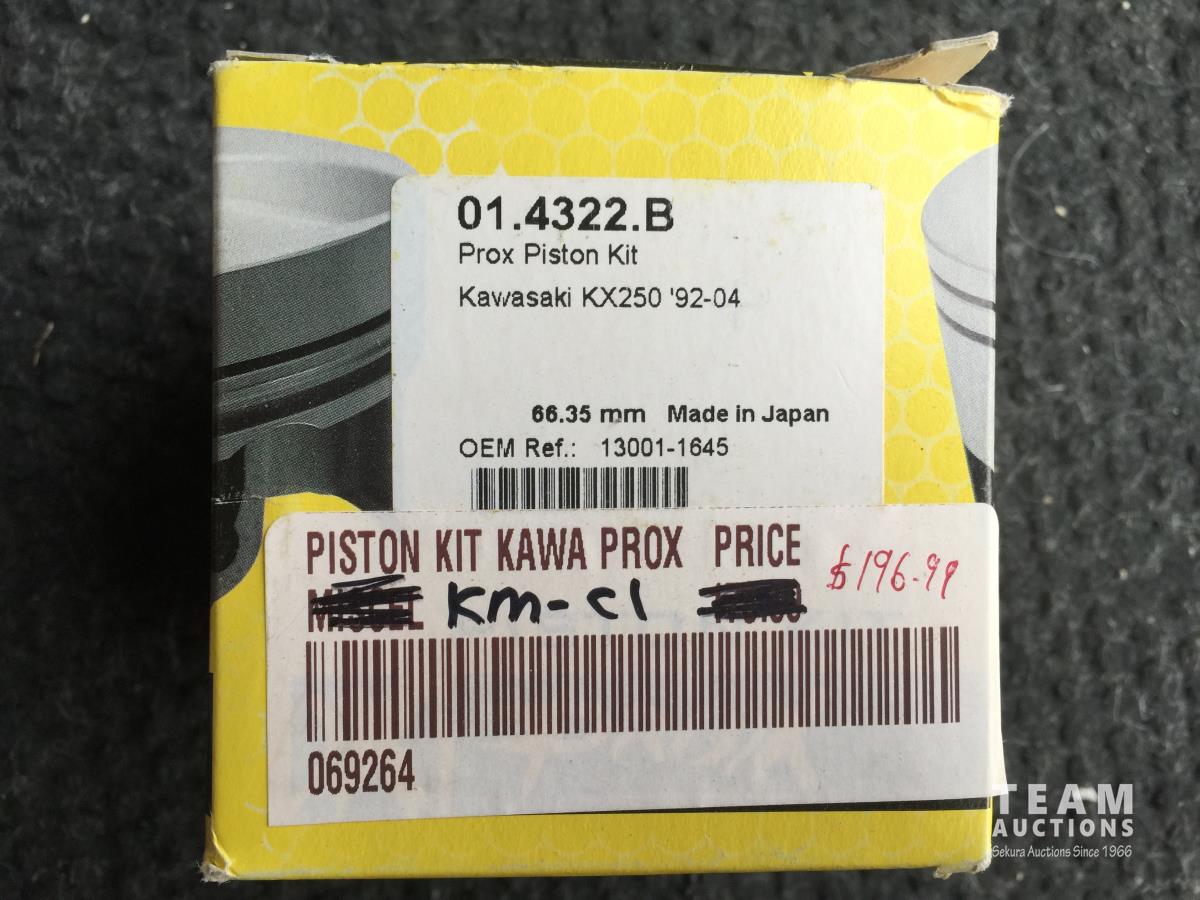 01.4322.B
Prox Piston Kit
Kawasaki KX250 '92-04
66.35 mm Made in Japan
OEM Ref.: 13001-1645
PISTON KIT KAWA PROX PRICE
KM-C1 $196.99
069264
TEAM
AUCTIONS
Sekura Auctions Since 1966